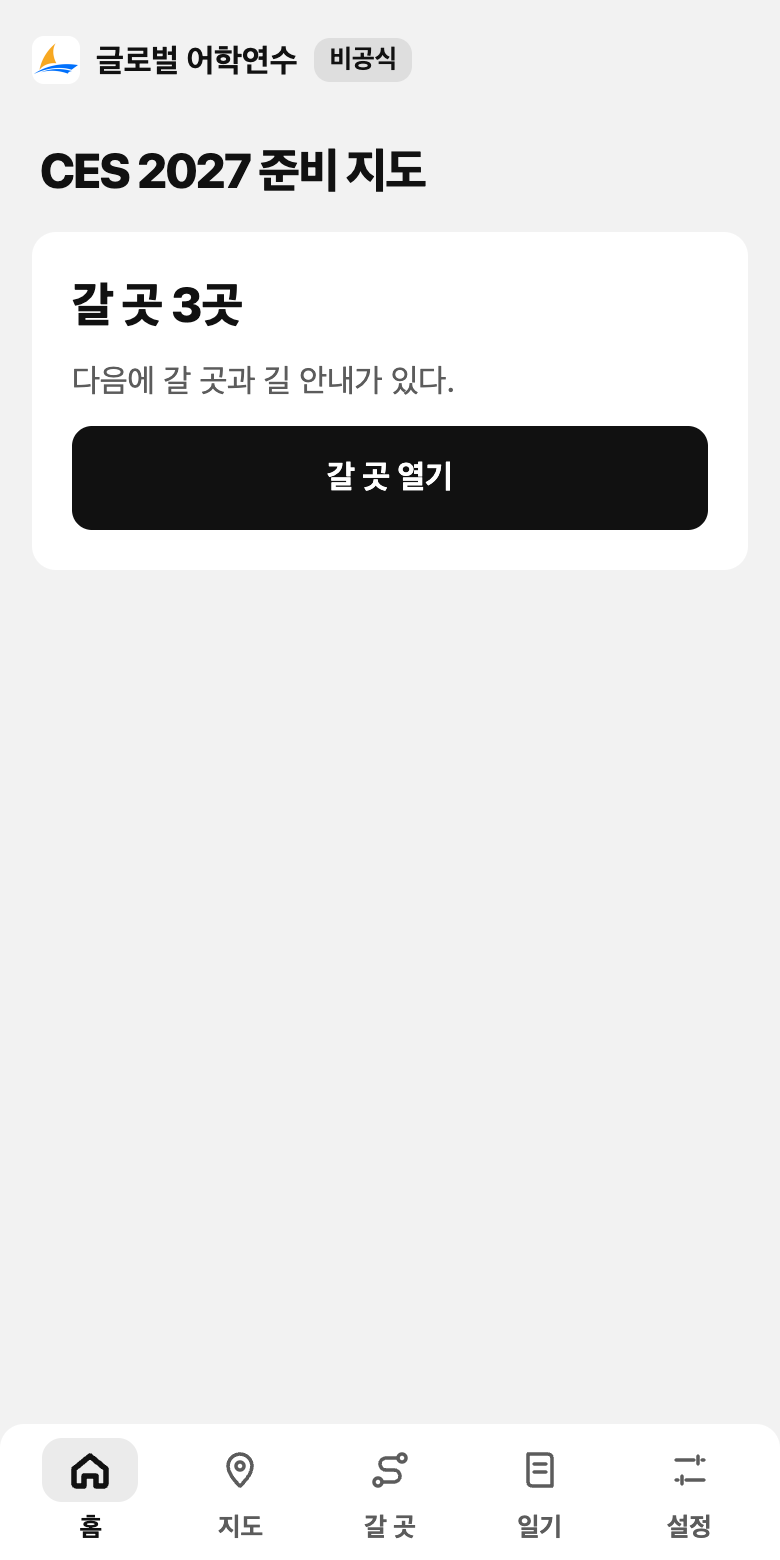 글로벌 어학연수 비공식
CES 2027 준비 지도
갈 곳 3곳
다음에 갈 곳과 길 안내가 있다.
갈 곳 열기
홈 지도 갈 곳 일기 설정